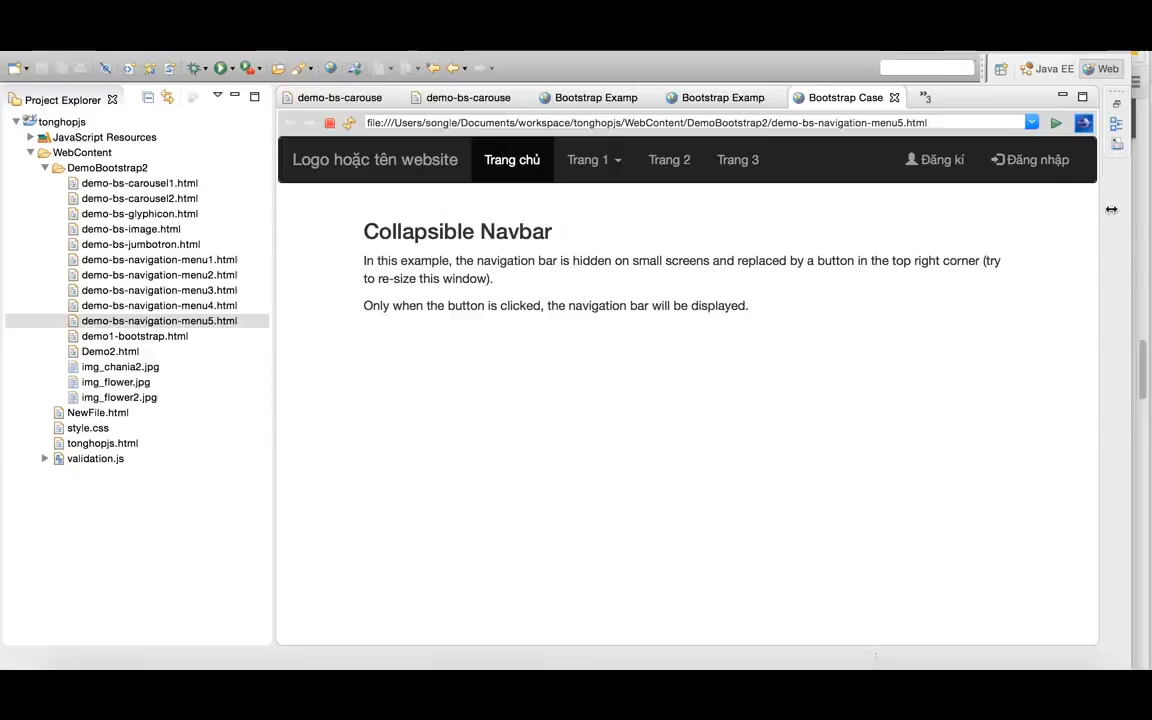 Java EE
Web
Project Explorer
demo-bs-carouse
demo-bs-carouse
Bootstrap Examp
Bootstrap Examp
Bootstrap Case
»3
tonghopjs
JavaScript Resources
WebContent
DemoBootstrap2
demo-bs-carousel1.html
demo-bs-carousel2.html
demo-bs-glyphicon.html
demo-bs-image.html
demo-bs-jumbotron.html
demo-bs-navigation-menu1.html
demo-bs-navigation-menu2.html
demo-bs-navigation-menu3.html
demo-bs-navigation-menu4.html
demo-bs-navigation-menu5.html
demo1-bootstrap.html
Demo2.html
img_chania2.jpg
img_flower.jpg
img_flower2.jpg
NewFile.html
style.css
tonghopjs.html
validation.js
file:///Users/songle/Documents/workspace/tonghopjs/WebContent/DemoBootstrap2/demo-bs-navigation-menu5.html
Logo hoặc tên website
Trang chủ
Trang 1
Trang 2
Trang 3
Đăng kí
Đăng nhập
Collapsible Navbar
In this example, the navigation bar is hidden on small screens and replaced by a button in the top right corner (try
to re-size this window).
Only when the button is clicked, the navigation bar will be displayed.